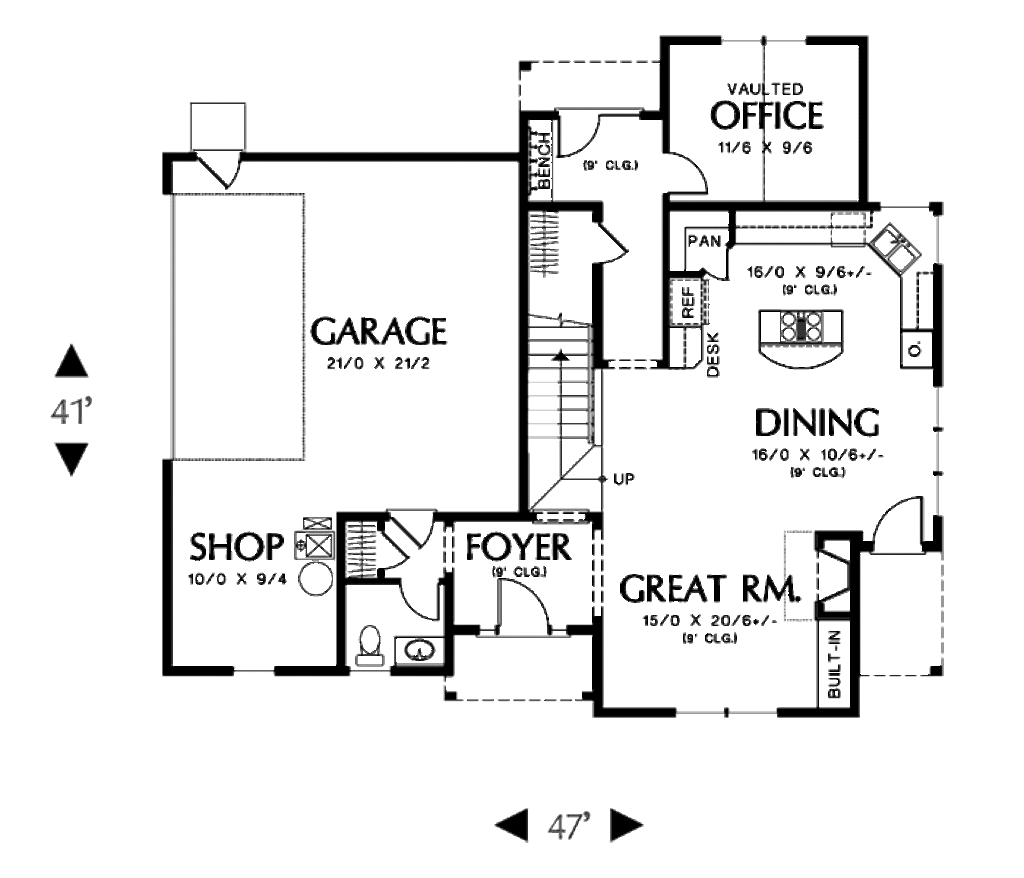 VAULTED
OFFICE
11/6 X 9/6
BENCH
(9' CLG.)
PAN
16/0 X 9/6+/-
(9' CLG.)
REF
DESK
O.
GARAGE
21/0 X 21/2
41'
DINING
16/0 X 10/6+/-
(9' CLG.)
UP
SHOP
10/0 X 9/4
FOYER
(9' CLG.)
GREAT RM.
15/0 X 20/6+/-
(9' CLG.)
BUILT-IN
47'